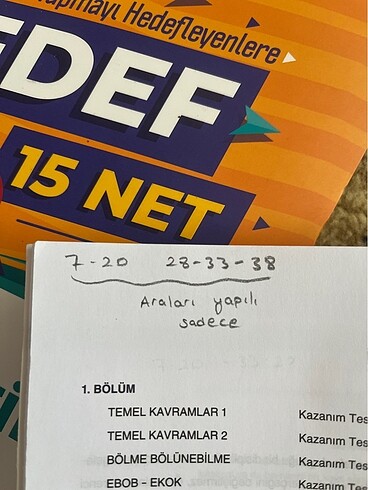 yapmayı Hedefleyenlere
EDEF
15 NET
7-20 28-33-38
Araları yapılı
sadece
1. BÖLÜM
TEMEL KAVRAMLAR 1 Kazanım Tes
TEMEL KAVRAMLAR 2 Kazanım Tes
BÖLME BÖLÜNEBİLME Kazanım Tes
EBOB - EKOK Kazanım Tes